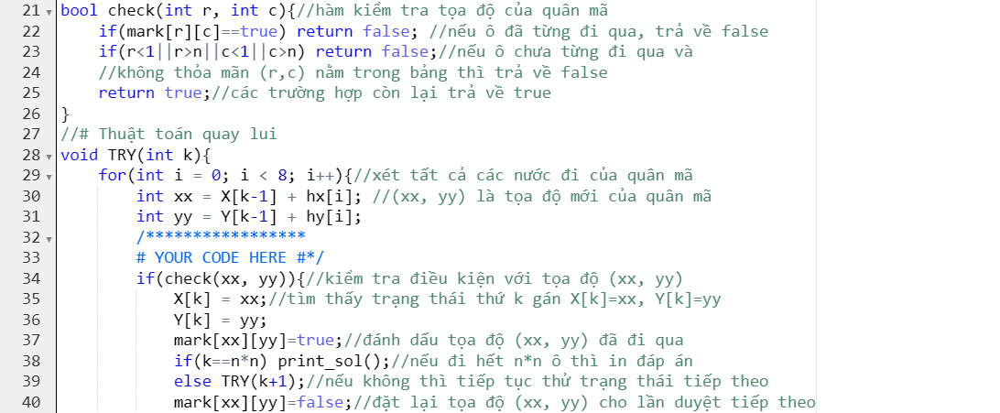 21 bool check(int r, int c){//hàm kiểm tra tọa độ của quân mã
22 if(mark[r][c]==true) return false; //nếu ô đã từng đi qua, trả về false
23 if(r<1||r>n||c<1||c>n) return false;//nếu ô chưa từng đi qua và
24 //không thỏa mãn (r,c) nằm trong bảng thì trả về false
25 return true;//các trường hợp còn lại trả về true
26 }
27 //# Thuật toán quay lui
28 void TRY(int k){
29 for(int i = 0; i < 8; i++){//xét tất cả các nước đi của quân mã
30 int xx = X[k-1] + hx[i]; //(xx, yy) là tọa độ mới của quân mã
31 int yy = Y[k-1] + hy[i];
32 /*****************
33 # YOUR CODE HERE #*/
34 if(check(xx, yy)){//kiểm tra điều kiện với tọa độ (xx, yy)
35 X[k] = xx;//tìm thấy trạng thái thứ k gán X[k]=xx, Y[k]=yy
36 Y[k] = yy;
37 mark[xx][yy]=true;//đánh dấu tọa độ (xx, yy) đã đi qua
38 if(k==n*n) print_sol();//nếu đi hết n*n ô thì in đáp án
39 else TRY(k+1);//nếu không thì tiếp tục thử trạng thái tiếp theo
40 mark[xx][yy]=false;//đặt lại tọa độ (xx, yy) cho lần duyệt tiếp theo